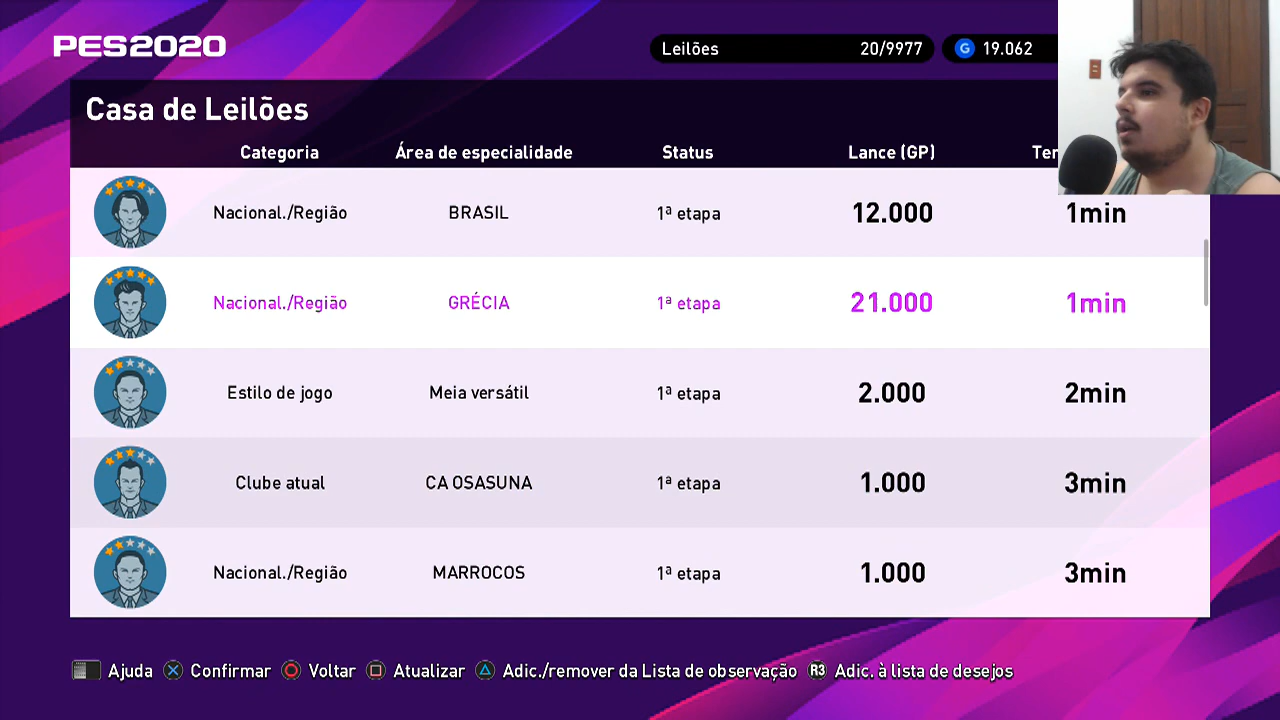 PES2020
Leilões 20/9977 G 19.062
Casa de Leilões
Categoria Área de especialidade Status Lance (GP)
Nacional./Região BRASIL 1ª etapa 12.000 1min
Nacional./Região GRÉCIA 1ª etapa 21.000 1min
Estilo de jogo Meia versátil 1ª etapa 2.000 2min
Clube atual CA OSASUNA 1ª etapa 1.000 3min
Nacional./Região MARROCOS 1ª etapa 1.000 3min
Ajuda Confirmar Voltar Atualizar Adic./remover da Lista de observação R3 Adic. à lista de desejos